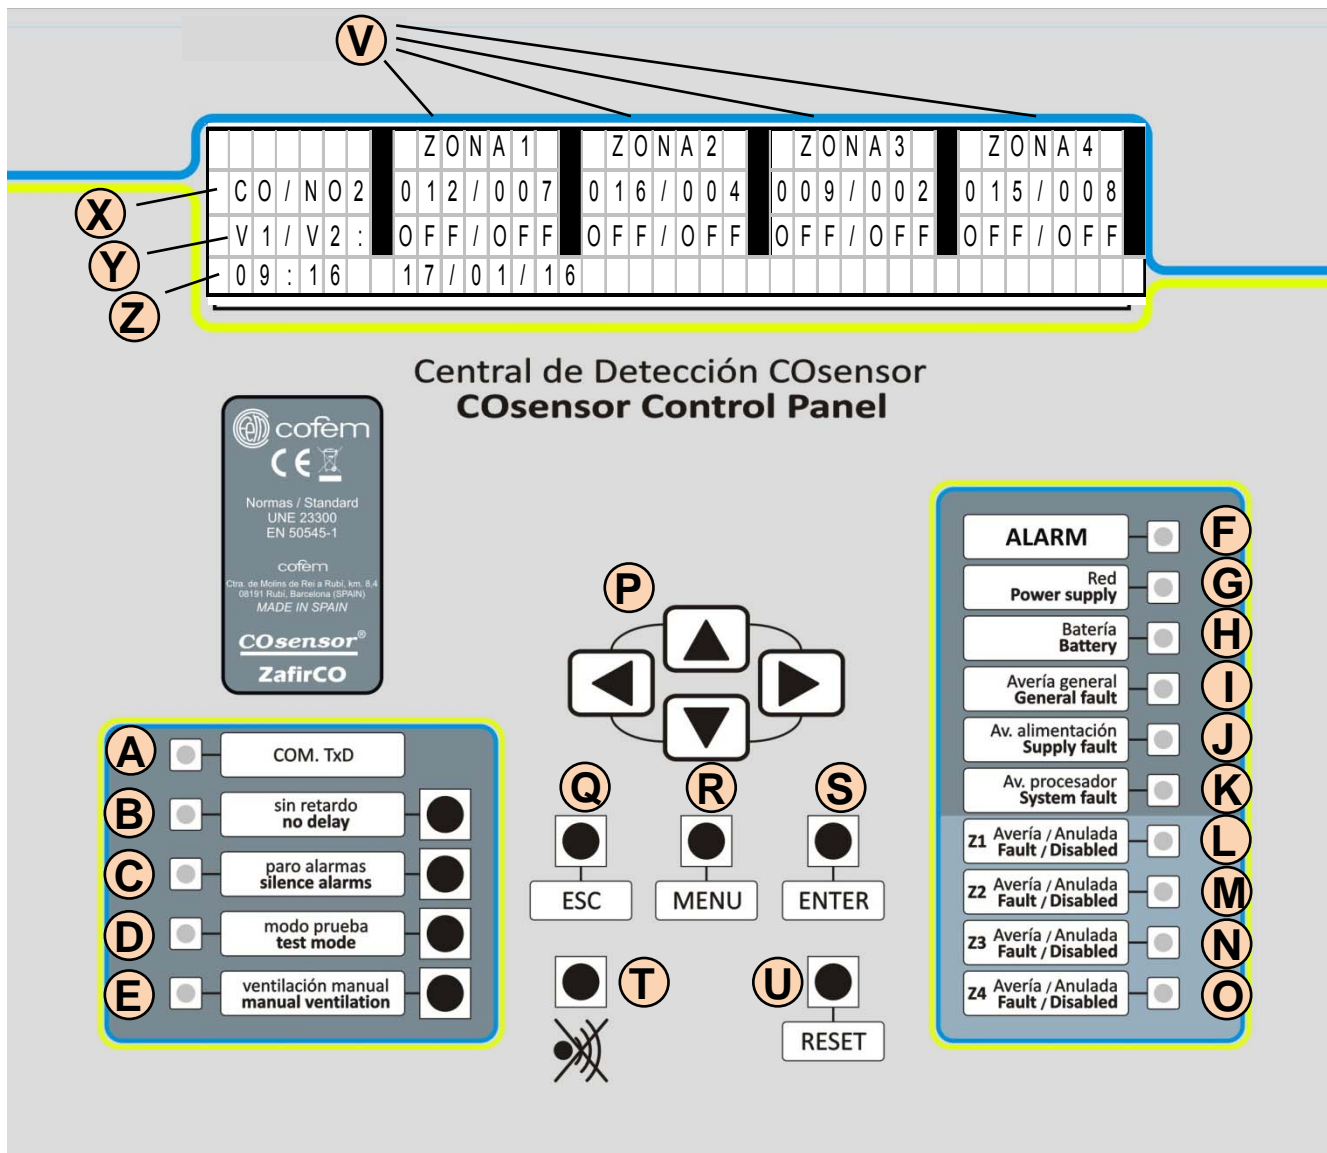 V
ZONA1 ZONA2 ZONA3 ZONA4
X CO/NO2 012/007 016/004 009/002 015/008
Y V1/V2: OFF/OFF OFF/OFF OFF/OFF OFF/OFF
Z 09:16 17/01/16
Central de Detección COsensor
COsensor Control Panel
cofem
CE
Normas / Standard
UNE 23300
EN 50545-1
cofem
Ctra. de Molins de Rei a Rubí, km. 8,4
08191 Rubí, Barcelona (SPAIN)
MADE IN SPAIN
COsensor®
ZafirCO
A COM. TxD
B sin retardo
no delay
C paro alarmas
silence alarms
D modo prueba
test mode
E ventilación manual
manual ventilation
P
Q R S
ESC MENU ENTER
T U
RESET
ALARM F
Red
Power supply G
Batería
Battery H
Avería general
General fault I
Av. alimentación
Supply fault J
Av. procesador
System fault K
Z1 Avería / Anulada
Fault / Disabled L
Z2 Avería / Anulada
Fault / Disabled M
Z3 Avería / Anulada
Fault / Disabled N
Z4 Avería / Anulada
Fault / Disabled O